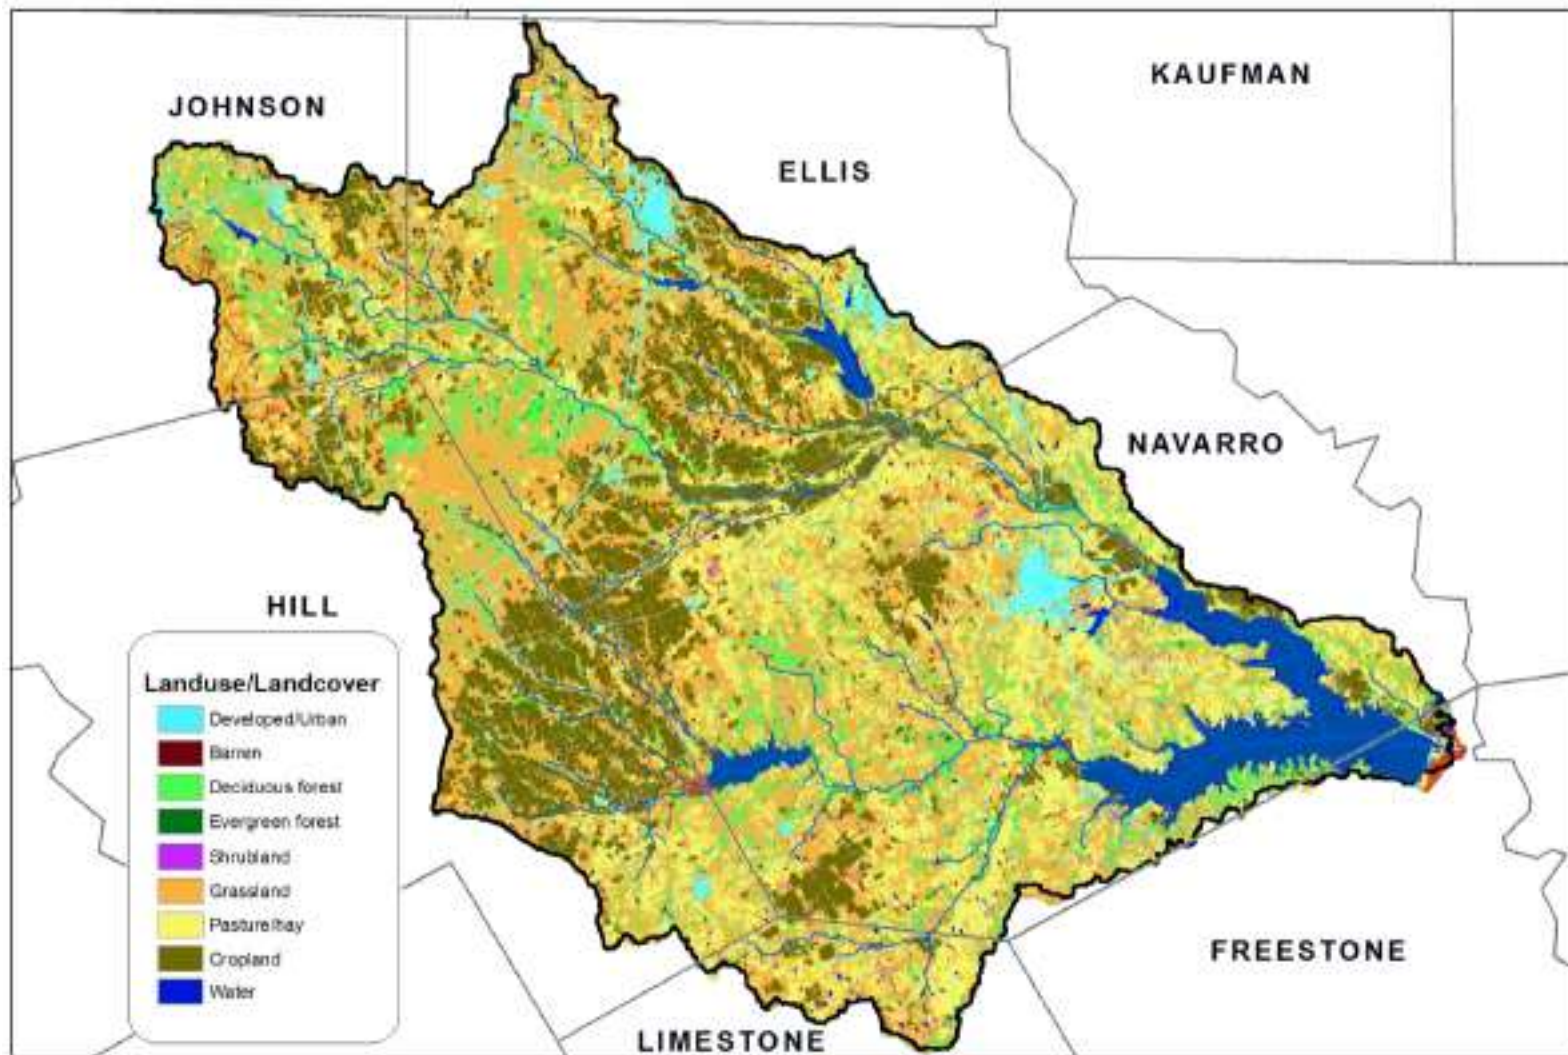 KAUFMAN
JOHNSON
ELLIS
NAVARRO
HILL
Landuse/Landcover
Developed/Urban
Barren
Deciduous forest
Evergreen forest
Shrubland
Grassland
Pasture/hay
Cropland
Water
FREESTONE
LIMESTONE